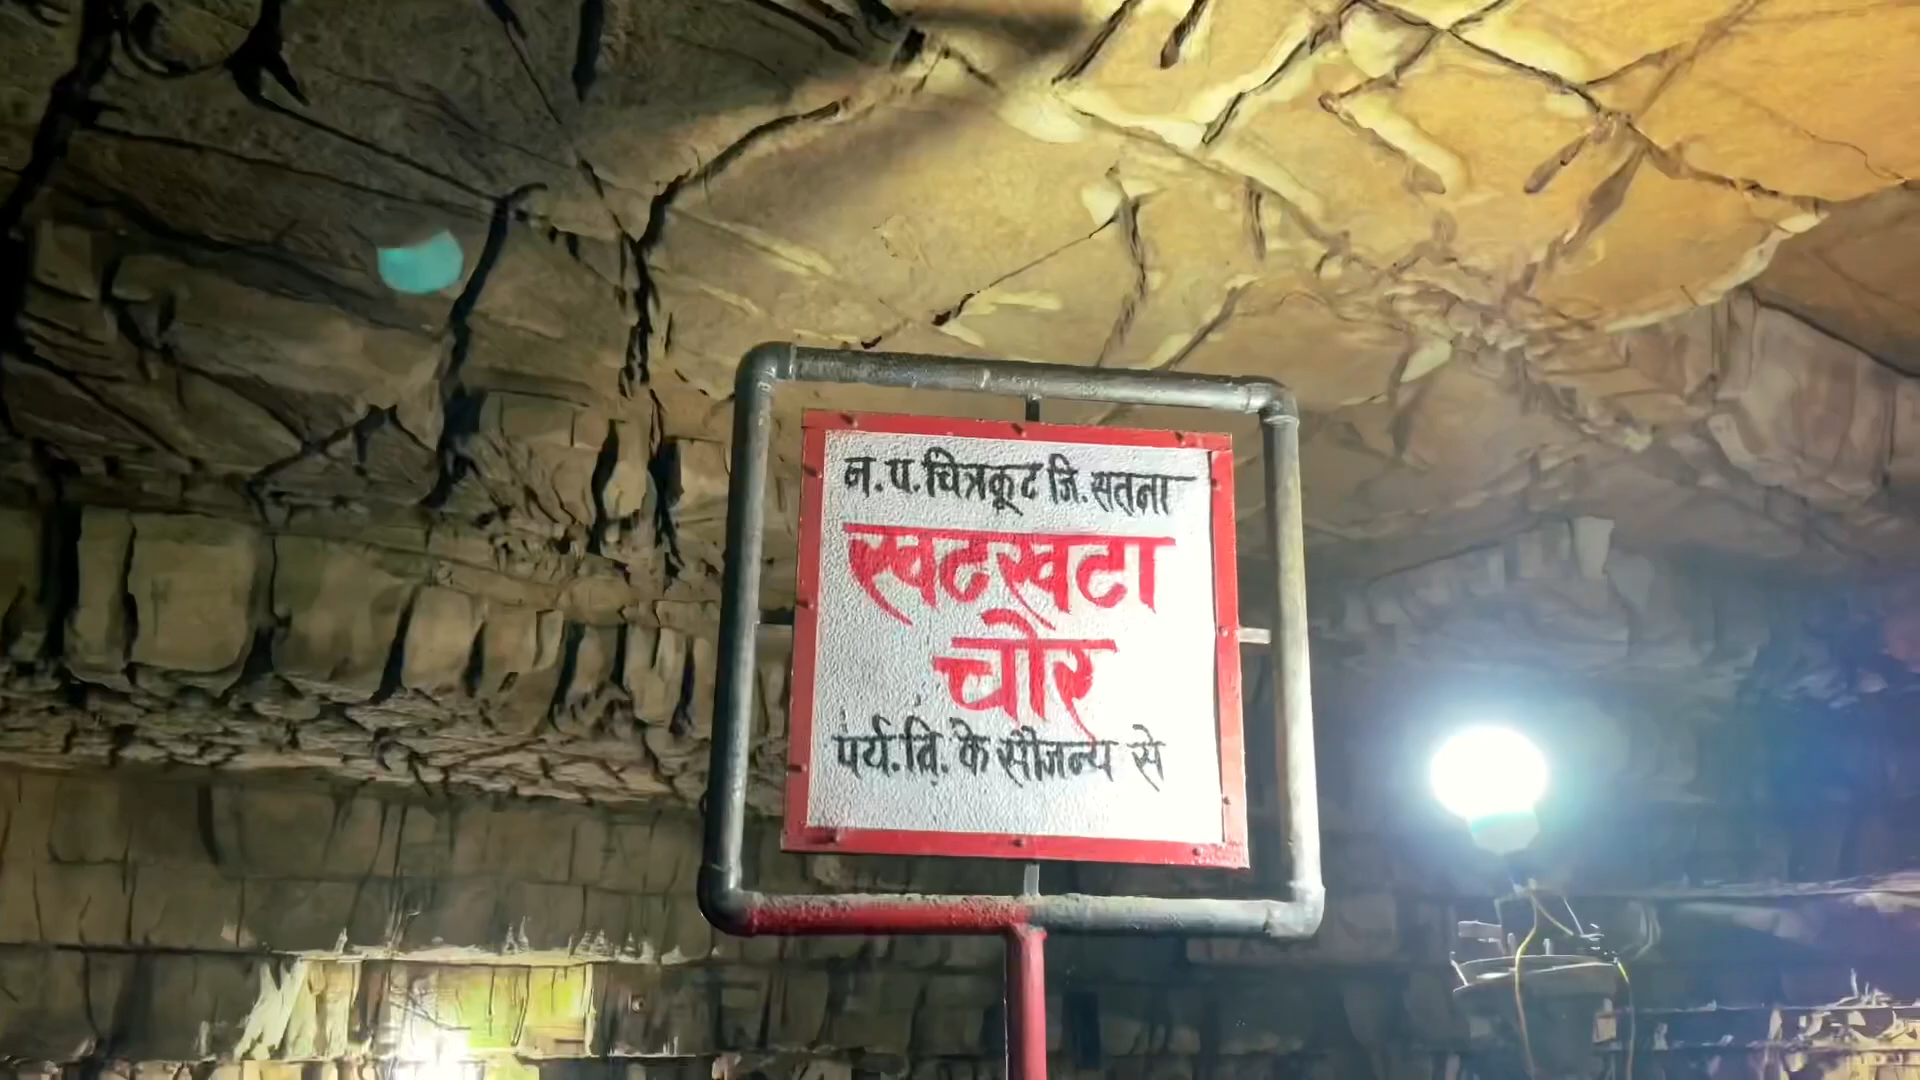 न.प.चित्रकूट जि.सतना
खटखटा
चोर
पर्य.वि.के सौजन्य से